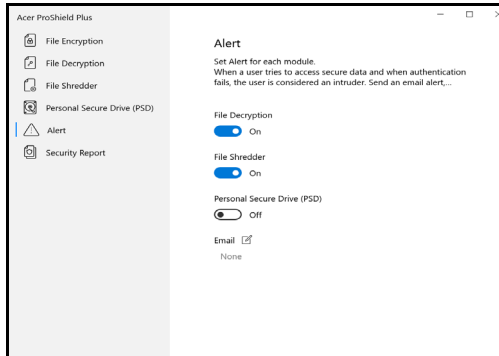 Acer ProShield Plus
File Encryption
File Decryption
File Shredder
Personal Secure Drive (PSD)
Alert
Security Report
Alert
Set Alert for each module.
When a user tries to access secure data and when authentication
fails, the user is considered an intruder. Send an email alert,...
File Decryption
On
File Shredder
On
Personal Secure Drive (PSD)
Off
Email
None